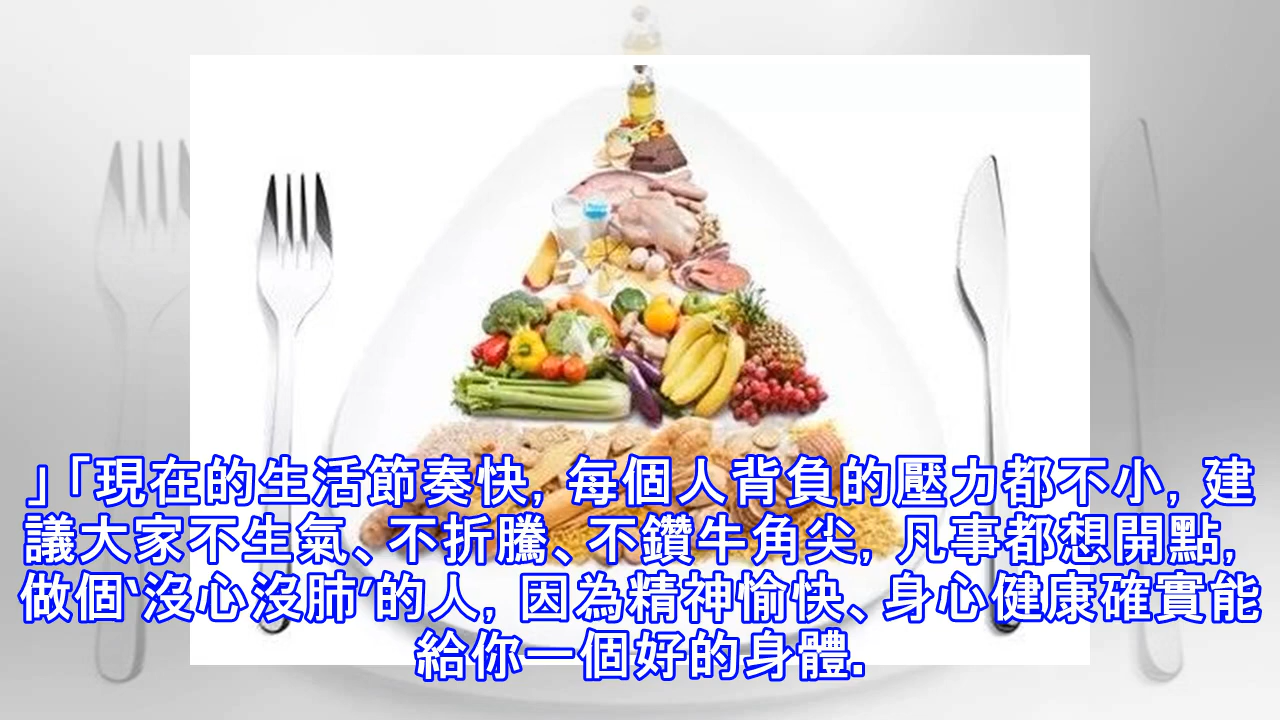 」「現在的生活節奏快, 每個人背負的壓力都不小, 建
議大家不生氣、不折騰、不鑽牛角尖, 凡事都想開點,
做個‘沒心沒肺’的人, 因為精神愉快、身心健康確實能
給你一個好的身體.